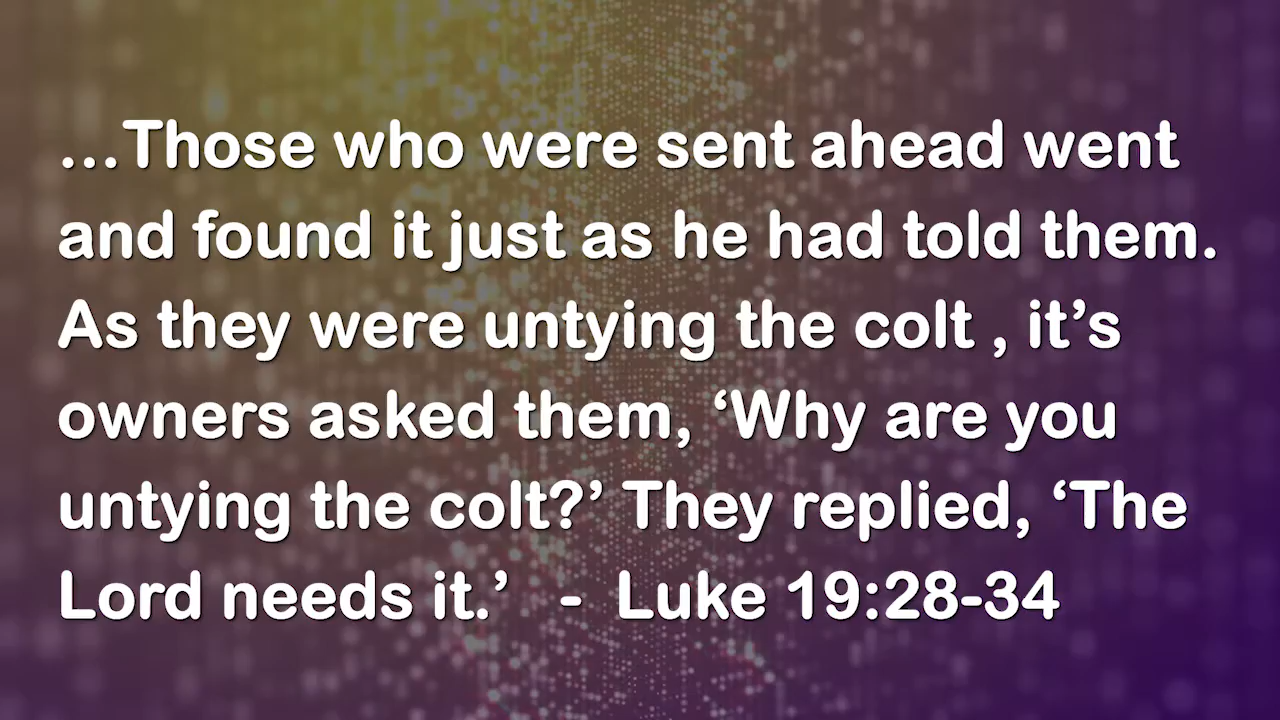 …Those who were sent ahead went
and found it just as he had told them.
As they were untying the colt , it’s
owners asked them, ‘Why are you
untying the colt?’ They replied, ‘The
Lord needs it.’ - Luke 19:28-34